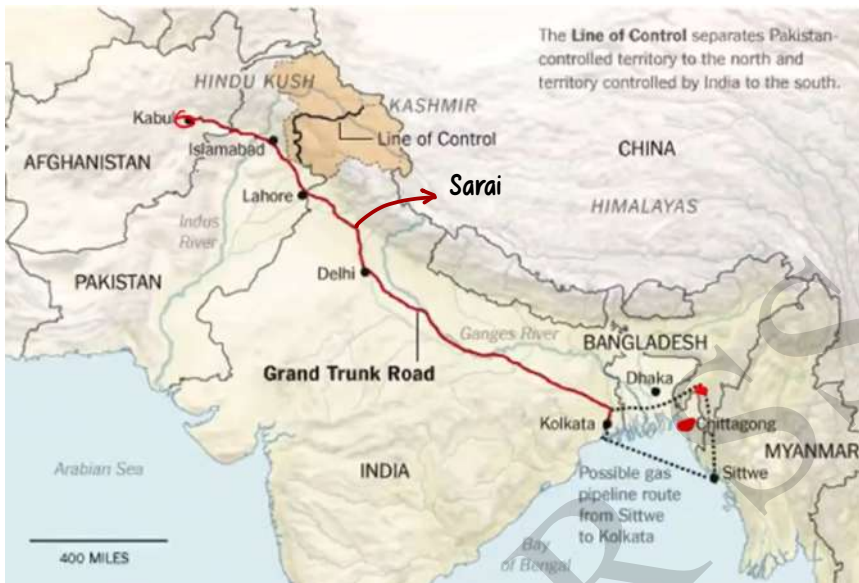 The Line of Control separates Pakistan-
controlled territory to the north and
territory controlled by India to the south.
HINDU KUSH
KASHMIR
Kabul
Islamabad
Line of Control
CHINA
AFGHANISTAN
Sarai
Lahore
HIMALAYAS
Indus
River
PAKISTAN
Delhi
Ganges River
BANGLADESH
Grand Trunk Road
Dhaka
Kolkata
Chittagong
MYANMAR
Arabian Sea
INDIA
Possible gas
pipeline route
from Sittwe
to Kolkata
Sittwe
400 MILES
Bay
of Bengal